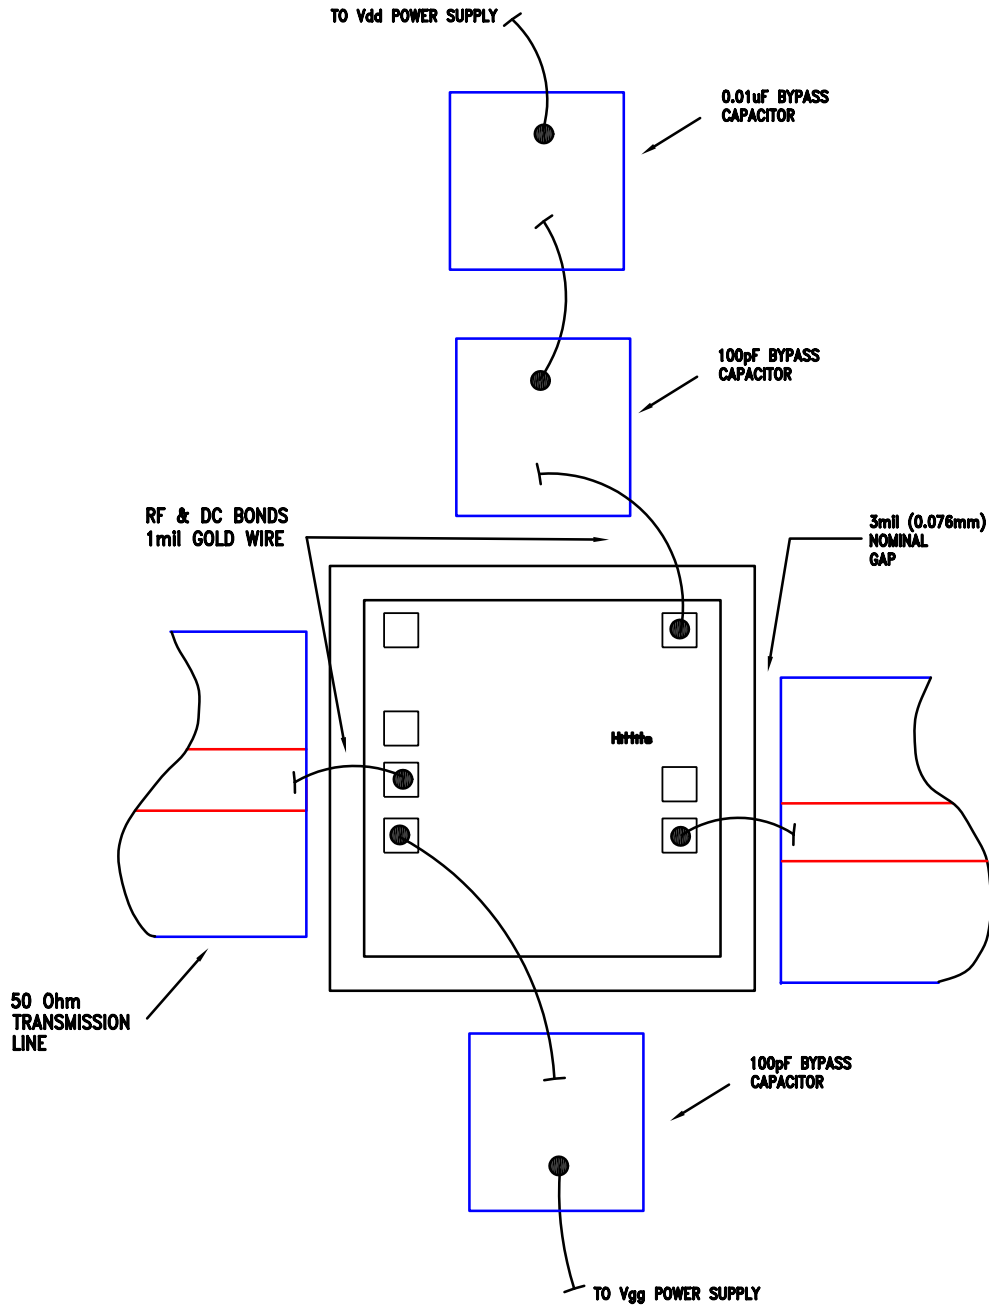 TO Vdd POWER SUPPLY
0.01uF BYPASS
CAPACITOR
100pF BYPASS
CAPACITOR
RF & DC BONDS
1mil GOLD WIRE
3mil (0.076mm)
NOMINAL
GAP
Hittite
50 Ohm
TRANSMISSION
LINE
100pF BYPASS
CAPACITOR
TO Vgg POWER SUPPLY